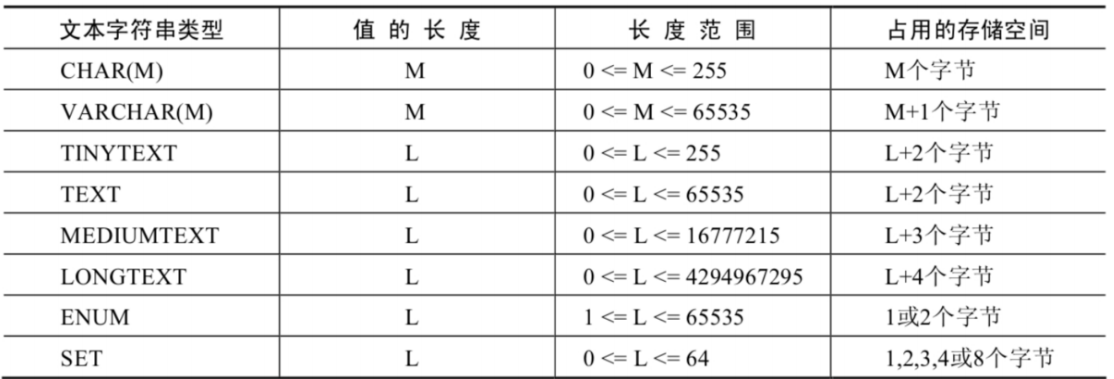 文本字符串类型 值 的 长 度 长 度 范 围 占用的存储空间
CHAR(M) M 0 <= M <= 255 M个字节
VARCHAR(M) M 0 <= M <= 65535 M+1个字节
TINYTEXT L 0 <= L <= 255 L+2个字节
TEXT L 0 <= L <= 65535 L+2个字节
MEDIUMTEXT L 0 <= L <= 16777215 L+3个字节
LONGTEXT L 0 <= L <= 4294967295 L+4个字节
ENUM L 1 <= L <= 65535 1或2个字节
SET L 0 <= L <= 64 1,2,3,4或8个字节